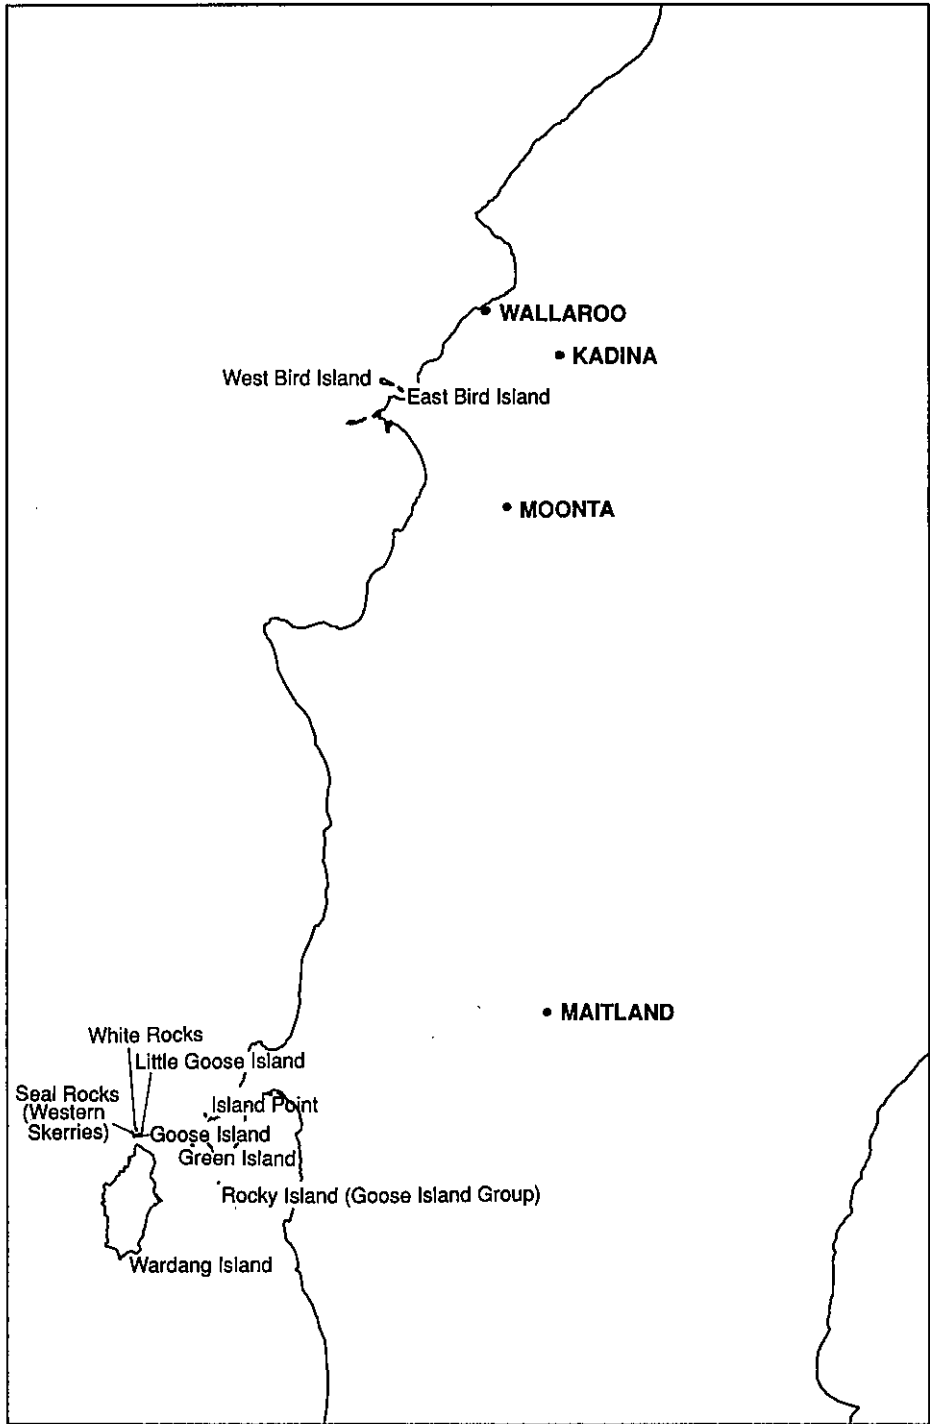 WALLAROO
KADINA
West Bird Island
East Bird Island
MOONTA
MAITLAND
White Rocks
Little Goose Island
Seal Rocks
(Western
Skerries)
Island Point
Goose Island
Green Island
Rocky Island (Goose Island Group)
Wardang Island